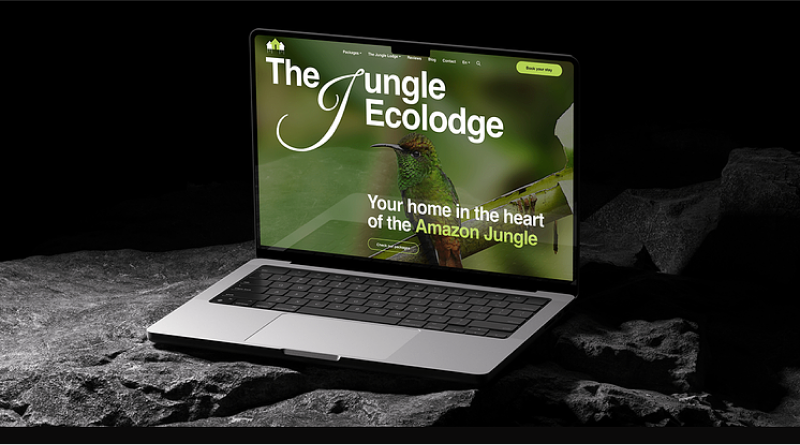 Packages
The Jungle Lodge
Reviews
Blog
Contact
En
Book your stay
The Jungle
Ecolodge
Your home in the heart
of the Amazon Jungle
Check our packages